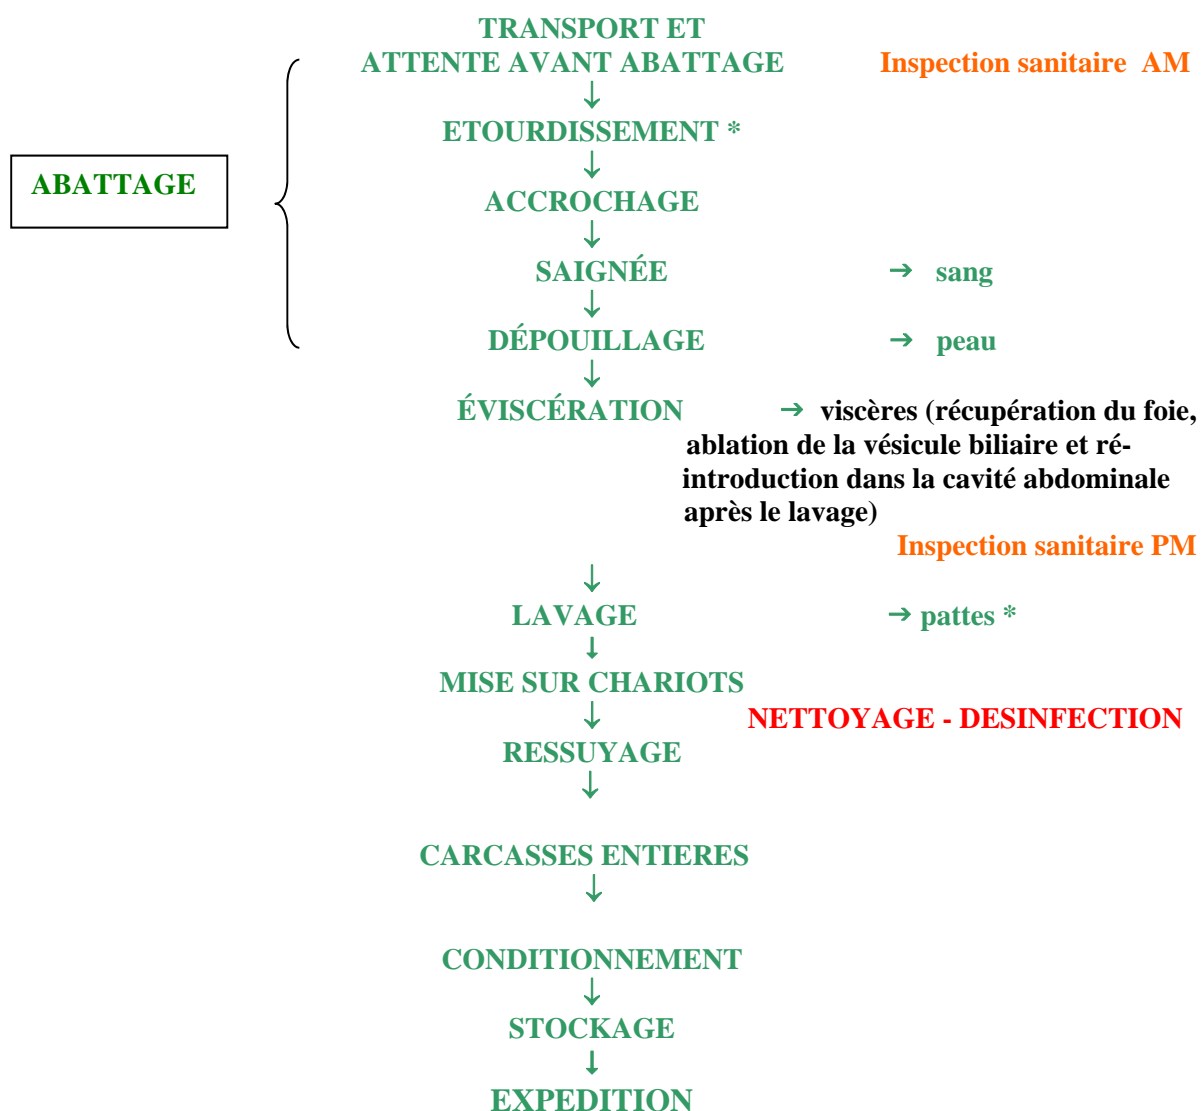 TRANSPORT ET
ATTENTE AVANT ABATTAGE Inspection sanitaire AM
↓
ETOURDISSEMENT *
↓
ABATTAGE
ACCROCHAGE
↓
SAIGNÉE → sang
↓
DÉPOUILLAGE → peau
↓
ÉVISCÉRATION → viscères (récupération du foie,
ablation de la vésicule biliaire et ré-
introduction dans la cavité abdominale
après le lavage)
Inspection sanitaire PM
↓
LAVAGE → pattes *
↓
MISE SUR CHARIOTS
↓ NETTOYAGE - DESINFECTION
RESSUYAGE
↓
CARCASSES ENTIERES
↓
CONDITIONNEMENT
↓
STOCKAGE
↓
EXPEDITION